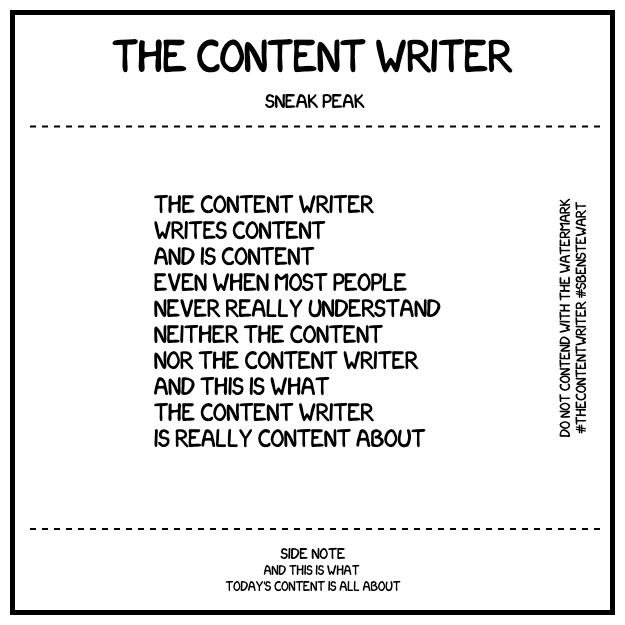 THE CONTENT WRITER
SNEAK PEAK
THE CONTENT WRITER
WRITES CONTENT
AND IS CONTENT
EVEN WHEN MOST PEOPLE
NEVER REALLY UNDERSTAND
NEITHER THE CONTENT
NOR THE CONTENT WRITER
AND THIS IS WHAT
THE CONTENT WRITER
IS REALLY CONTENT ABOUT
DO NOT CONTEND WITH THE WATERMARK
#THECONTENTWRITER #SBENSTEWART
SIDE NOTE
AND THIS IS WHAT
TODAY'S CONTENT IS ALL ABOUT